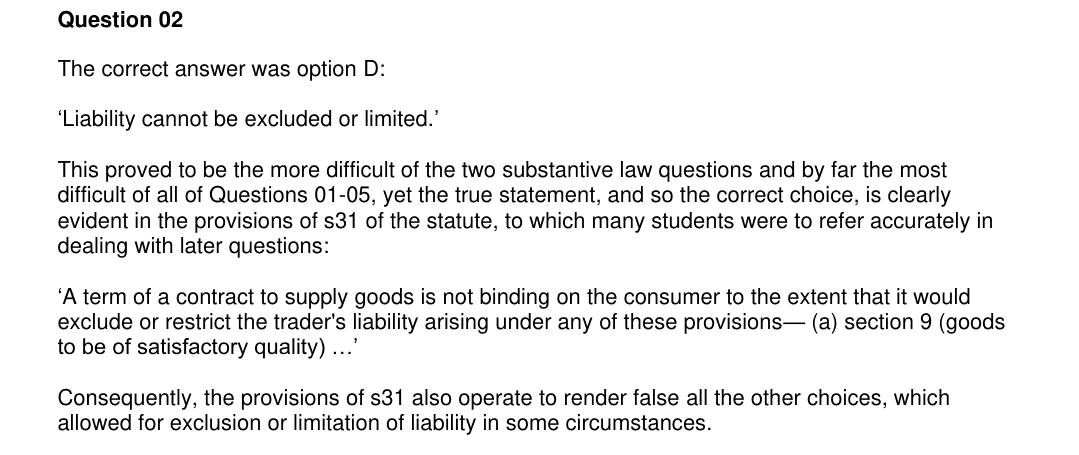 Question 02
The correct answer was option D:
‘Liability cannot be excluded or limited.’
This proved to be the more difficult of the two substantive law questions and by far the most
difficult of all of Questions 01-05, yet the true statement, and so the correct choice, is clearly
evident in the provisions of s31 of the statute, to which many students were to refer accurately in
dealing with later questions:
‘A term of a contract to supply goods is not binding on the consumer to the extent that it would
exclude or restrict the trader's liability arising under any of these provisions— (a) section 9 (goods
to be of satisfactory quality) …’
Consequently, the provisions of s31 also operate to render false all the other choices, which
allowed for exclusion or limitation of liability in some circumstances.